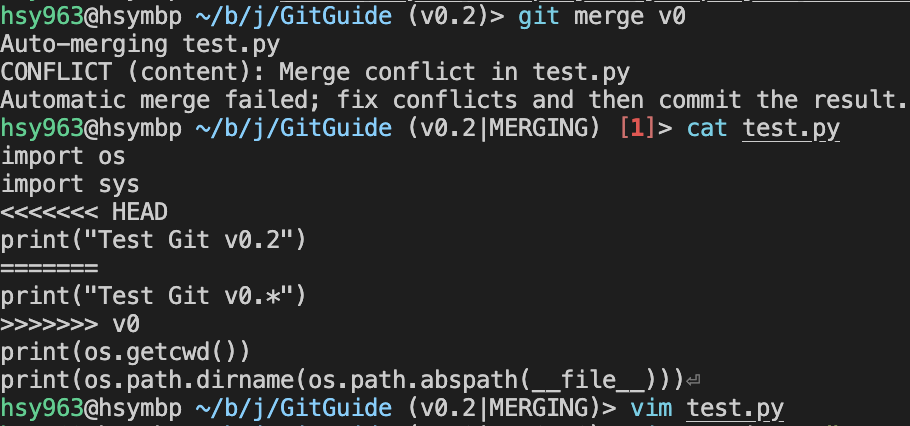 hsy963@hsymbp ~/b/j/GitGuide (v0.2)> git merge v0
Auto-merging test.py
CONFLICT (content): Merge conflict in test.py
Automatic merge failed; fix conflicts and then commit the result.
hsy963@hsymbp ~/b/j/GitGuide (v0.2|MERGING) [1]> cat test.py
import os
import sys
<<<<<<< HEAD
print("Test Git v0.2")
=======
print("Test Git v0.*")
>>>>>>> v0
print(os.getcwd())
print(os.path.dirname(os.path.abspath(__file__)))⏎
hsy963@hsymbp ~/b/j/GitGuide (v0.2|MERGING)> vim test.py